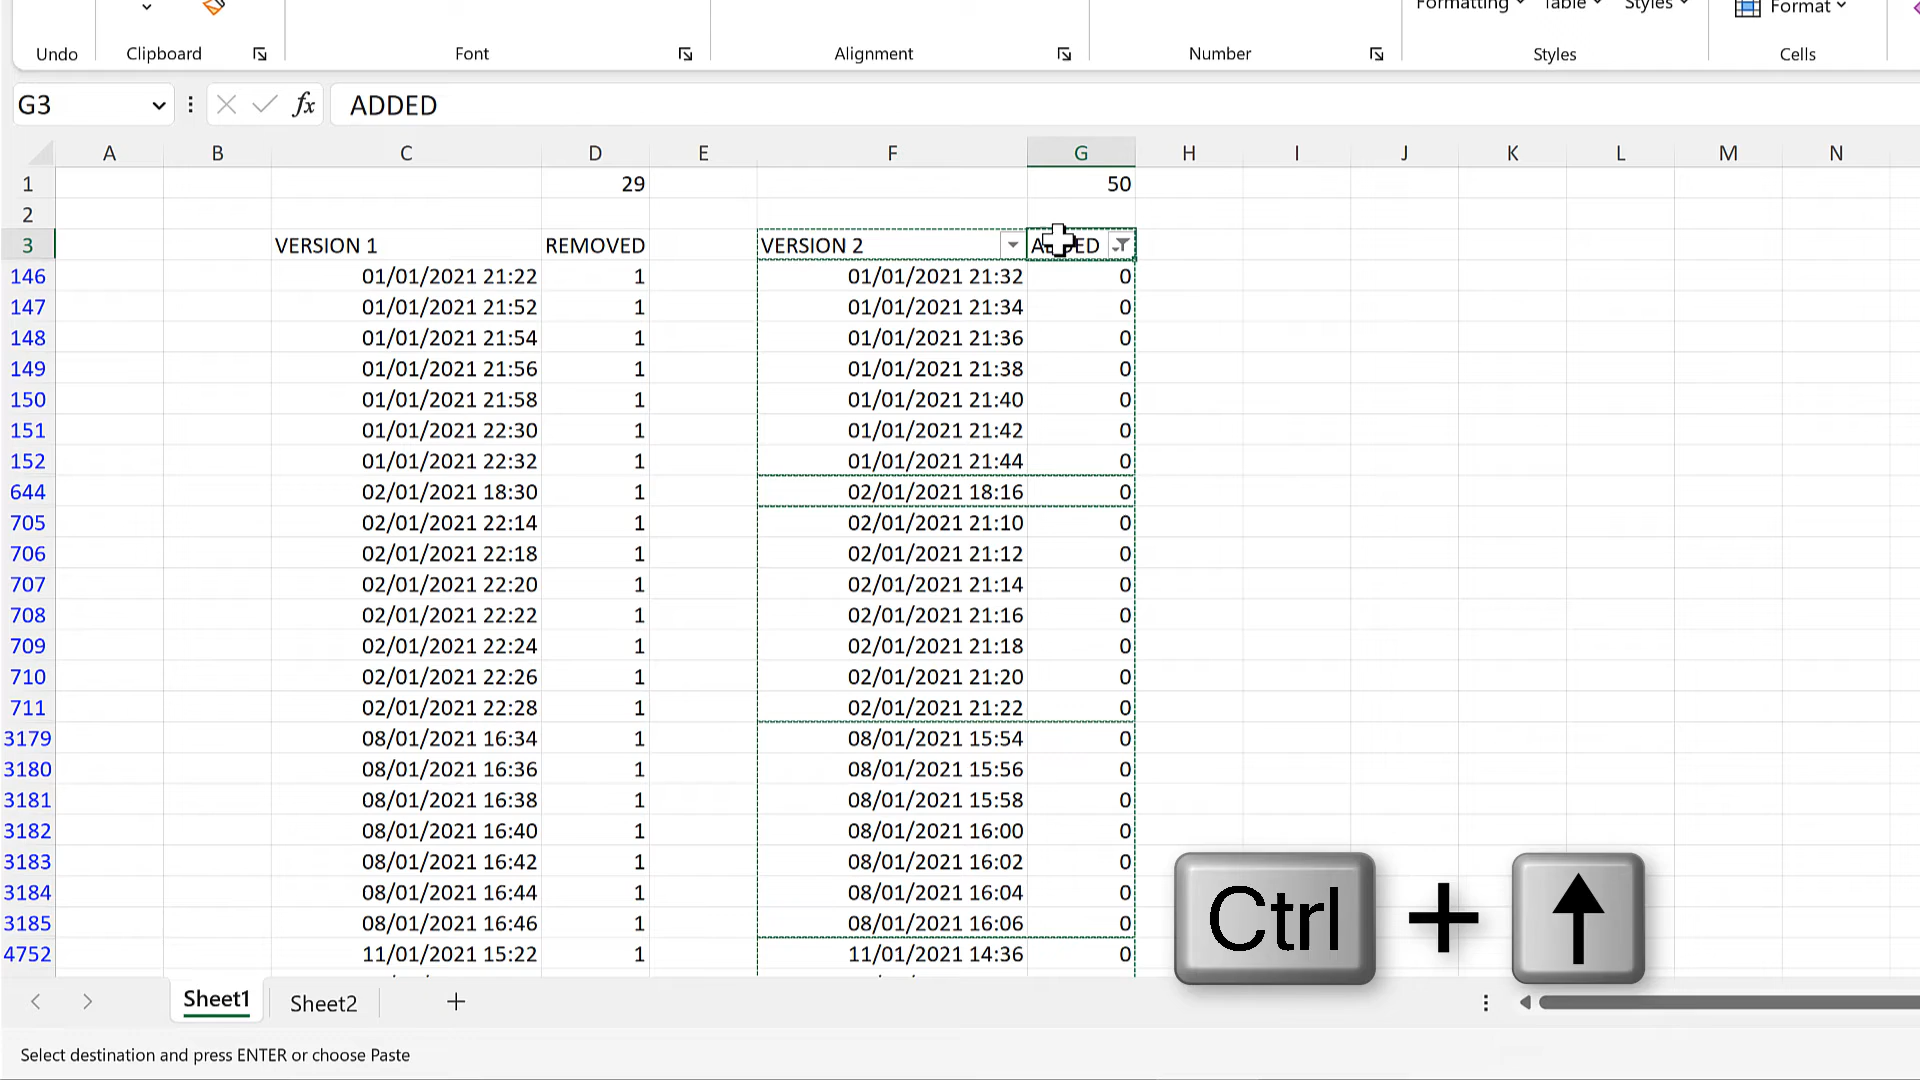 Formatting Table Styles Format
Undo Clipboard Font Alignment Number Styles Cells
G3 fx ADDED
A B C D E F G H I J K L M N
1 29 50
2
3 VERSION 1 REMOVED VERSION 2 ADDED
146 01/01/2021 21:22 1 01/01/2021 21:32 0
147 01/01/2021 21:52 1 01/01/2021 21:34 0
148 01/01/2021 21:54 1 01/01/2021 21:36 0
149 01/01/2021 21:56 1 01/01/2021 21:38 0
150 01/01/2021 21:58 1 01/01/2021 21:40 0
151 01/01/2021 22:30 1 01/01/2021 21:42 0
152 01/01/2021 22:32 1 01/01/2021 21:44 0
644 02/01/2021 18:30 1 02/01/2021 18:16 0
705 02/01/2021 22:14 1 02/01/2021 21:10 0
706 02/01/2021 22:18 1 02/01/2021 21:12 0
707 02/01/2021 22:20 1 02/01/2021 21:14 0
708 02/01/2021 22:22 1 02/01/2021 21:16 0
709 02/01/2021 22:24 1 02/01/2021 21:18 0
710 02/01/2021 22:26 1 02/01/2021 21:20 0
711 02/01/2021 22:28 1 02/01/2021 21:22 0
3179 08/01/2021 16:34 1 08/01/2021 15:54 0
3180 08/01/2021 16:36 1 08/01/2021 15:56 0
3181 08/01/2021 16:38 1 08/01/2021 15:58 0
3182 08/01/2021 16:40 1 08/01/2021 16:00 0
3183 08/01/2021 16:42 1 08/01/2021 16:02 0
3184 08/01/2021 16:44 1 08/01/2021 16:04 0
3185 08/01/2021 16:46 1 08/01/2021 16:06 0
4752 11/01/2021 15:22 1 11/01/2021 14:36 0
Ctrl + ↑
Sheet1 Sheet2 +
Select destination and press ENTER or choose Paste